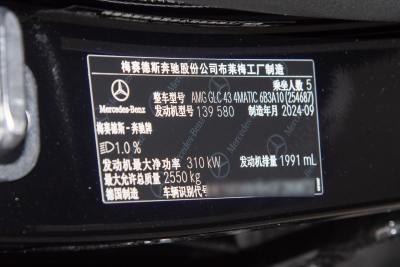 梅赛德斯奔驰股份公司布莱梅工厂制造
乘坐人数 5
整车型号 AMG GLC 43 4MATIC 6B3A10 (254687)
发动机型号 139 580 制造年月 2024-09
Mercedes-Benz
梅赛德斯-奔驰牌
1.0 %
发动机最大净功率 310 kW 发动机排量 1991 mL
最大允许总质量 2550 kg
德国制造 车辆识别代号